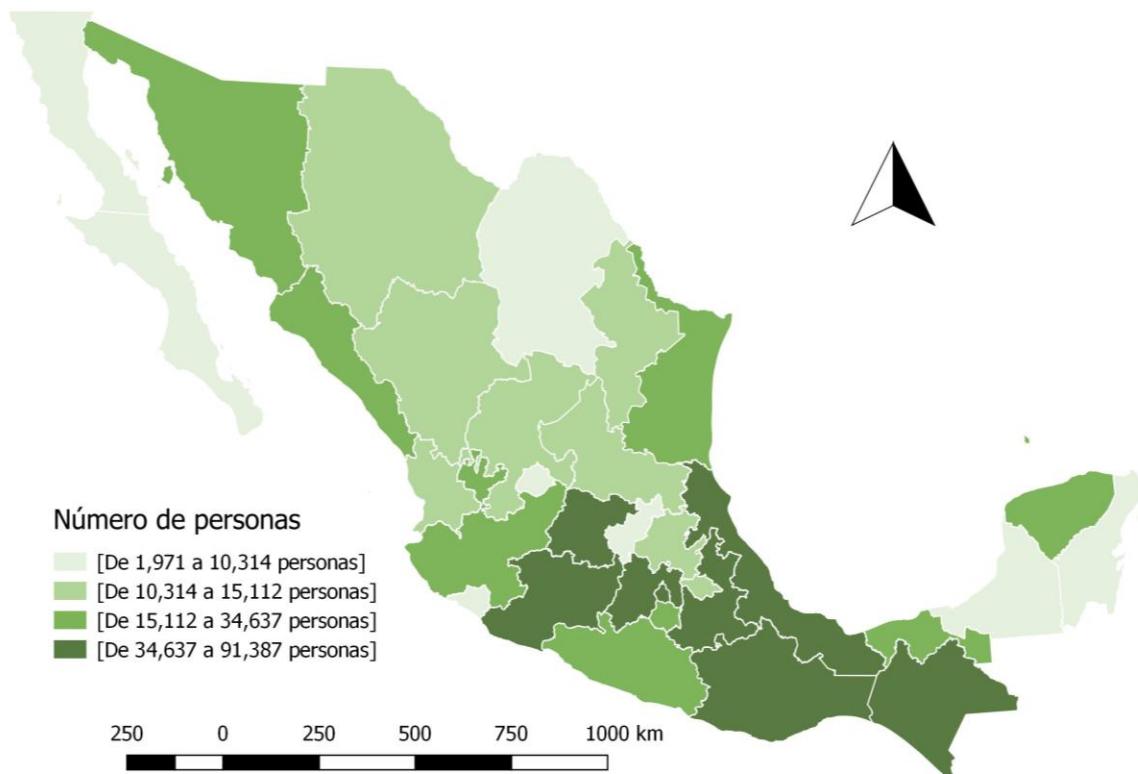 Número de personas
[De 1,971 a 10,314 personas]
[De 10,314 a 15,112 personas]
[De 15,112 a 34,637 personas]
[De 34,637 a 91,387 personas]
250 0 250 500 750 1000 km